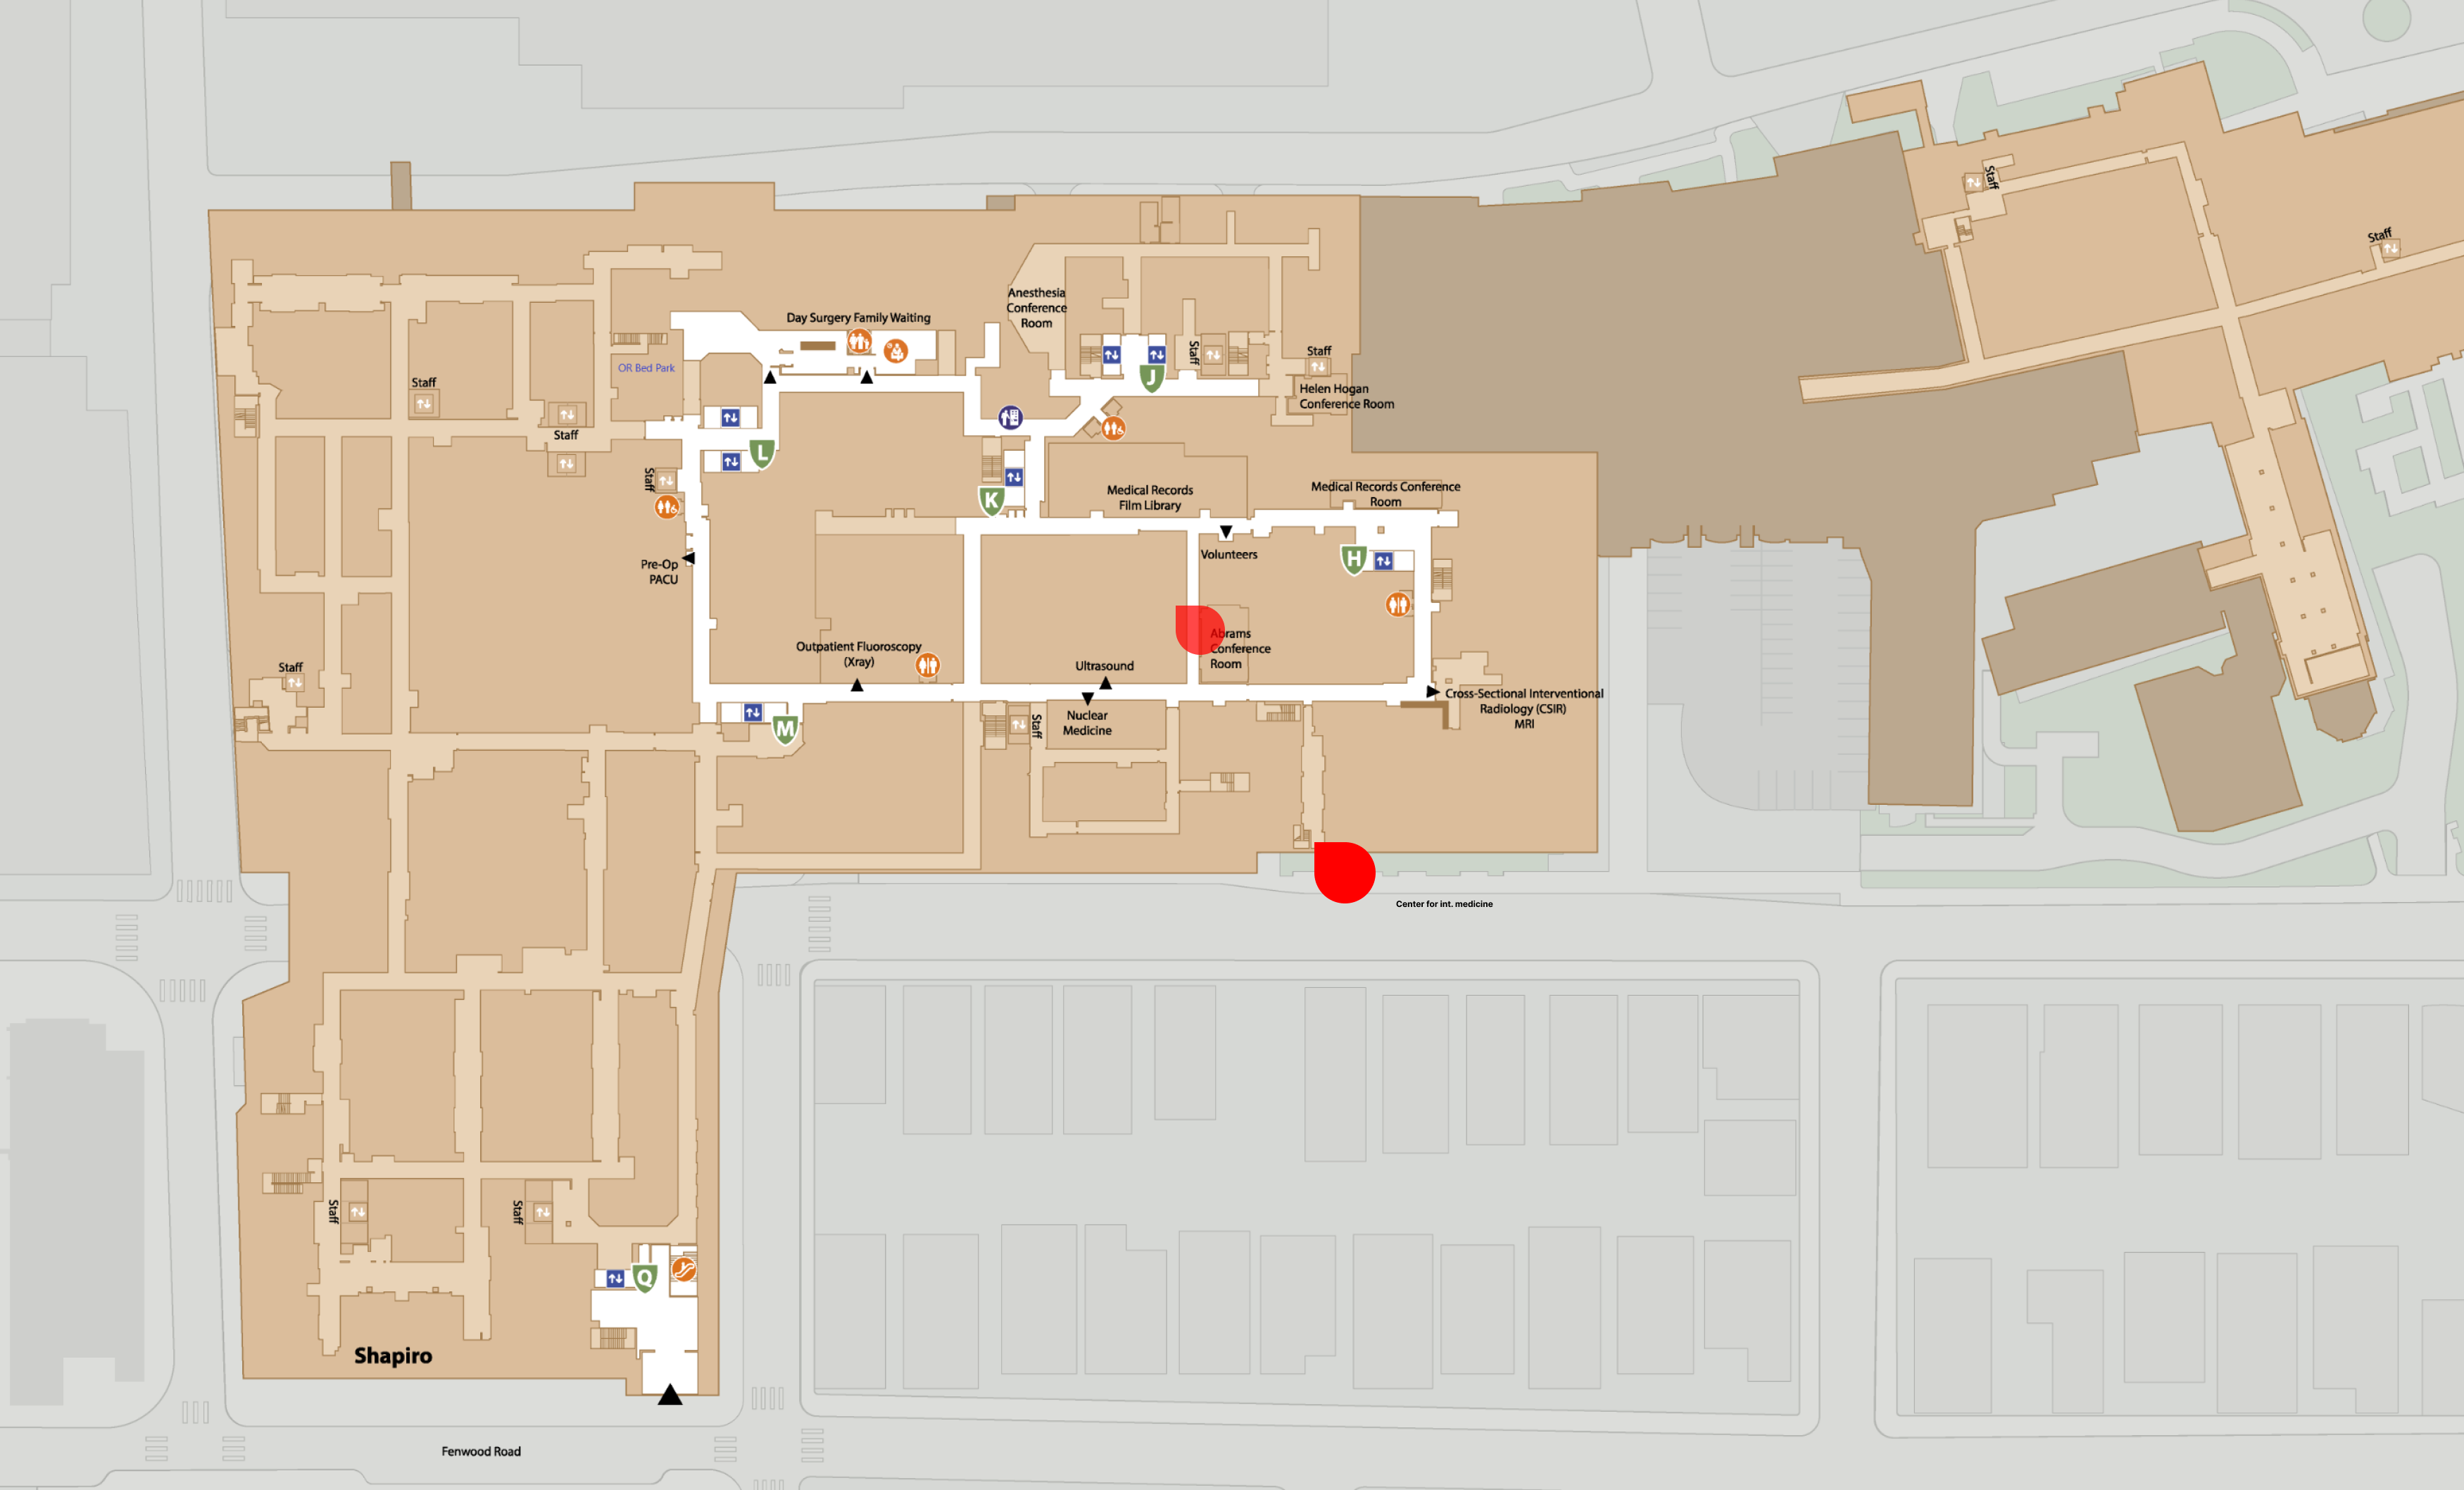 Staff
Staff
Day Surgery Family Waiting
Anesthesia
Conference
Room
OR Bed Park
Staff
Staff
J
Staff
Helen Hogan
Conference Room
Staff
L
Staff
K
Medical Records
Film Library
Medical Records Conference
Room
Pre-Op
PACU
Volunteers
H
Abrams
Conference
Room
Outpatient Fluoroscopy
(Xray)
Ultrasound
Staff
Nuclear
Medicine
Staff
M
Cross-Sectional Interventional
Radiology (CSIR)
MRI
Center for int. medicine
Staff
Staff
Q
Shapiro
Fenwood Road